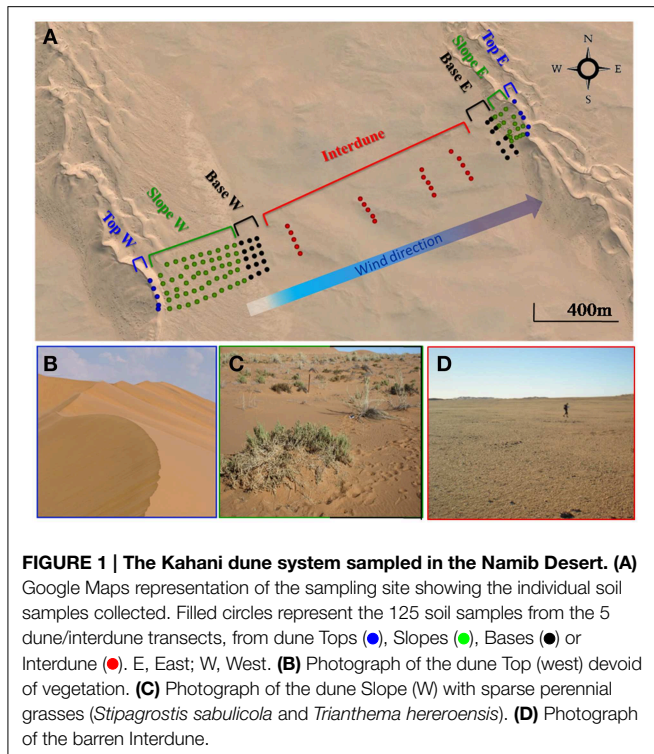 A
N
W E
S
Top E
Slope E
Base E
Interdune
Base W
Slope W
Top W
Wind direction
400m
B
C
D
FIGURE 1 | The Kahani dune system sampled in the Namib Desert. (A)
Google Maps representation of the sampling site showing the individual soil
samples collected. Filled circles represent the 125 soil samples from the 5
dune/interdune transects, from dune Tops (●), Slopes (●), Bases (●) or
Interdune (●). E, East; W, West. (B) Photograph of the dune Top (west) devoid
of vegetation. (C) Photograph of the dune Slope (W) with sparse perennial
grasses (Stipagrostis sabulicola and Trianthema hereroensis). (D) Photograph
of the barren Interdune.